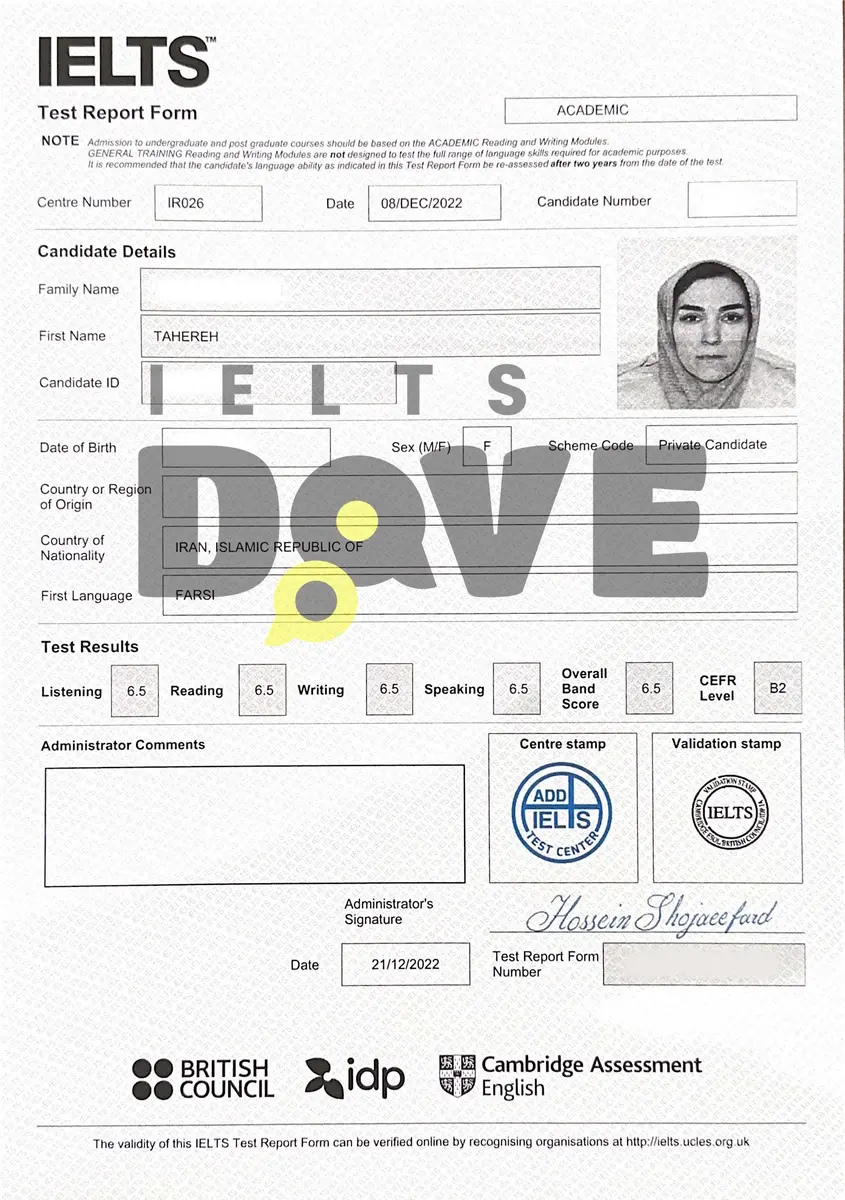 IELTS™
Test Report Form
ACADEMIC
NOTE Admission to undergraduate and post graduate courses should be based on the ACADEMIC Reading and Writing Modules.
GENERAL TRAINING Reading and Writing Modules are not designed to test the full range of language skills required for academic purposes.
It is recommended that the candidate's language ability as indicated in this Test Report Form be re-assessed after two years from the date of the test.
Centre Number IR026 Date 08/DEC/2022 Candidate Number
Candidate Details
Family Name
First Name TAHEREH
Candidate ID
IELTS
DOVE
Date of Birth Sex (M/F) F Scheme Code Private Candidate
Country or Region
of Origin
Country of
Nationality
IRAN, ISLAMIC REPUBLIC OF
First Language FARSI
Test Results
Listening 6.5 Reading 6.5 Writing 6.5 Speaking 6.5 Overall
Band
Score 6.5 CEFR
Level B2
Administrator Comments Centre stamp Validation stamp
ADD
IELTS
TEST CENTER
VALIDATION STAMP
IELTS
Administrator's
Signature
Hossein Shojaeefard
Date 21/12/2022 Test Report Form
Number
BRITISH
COUNCIL
idp
Cambridge Assessment
English
The validity of this IELTS Test Report Form can be verified online by recognising organisations at http://ielts.ucles.org.uk